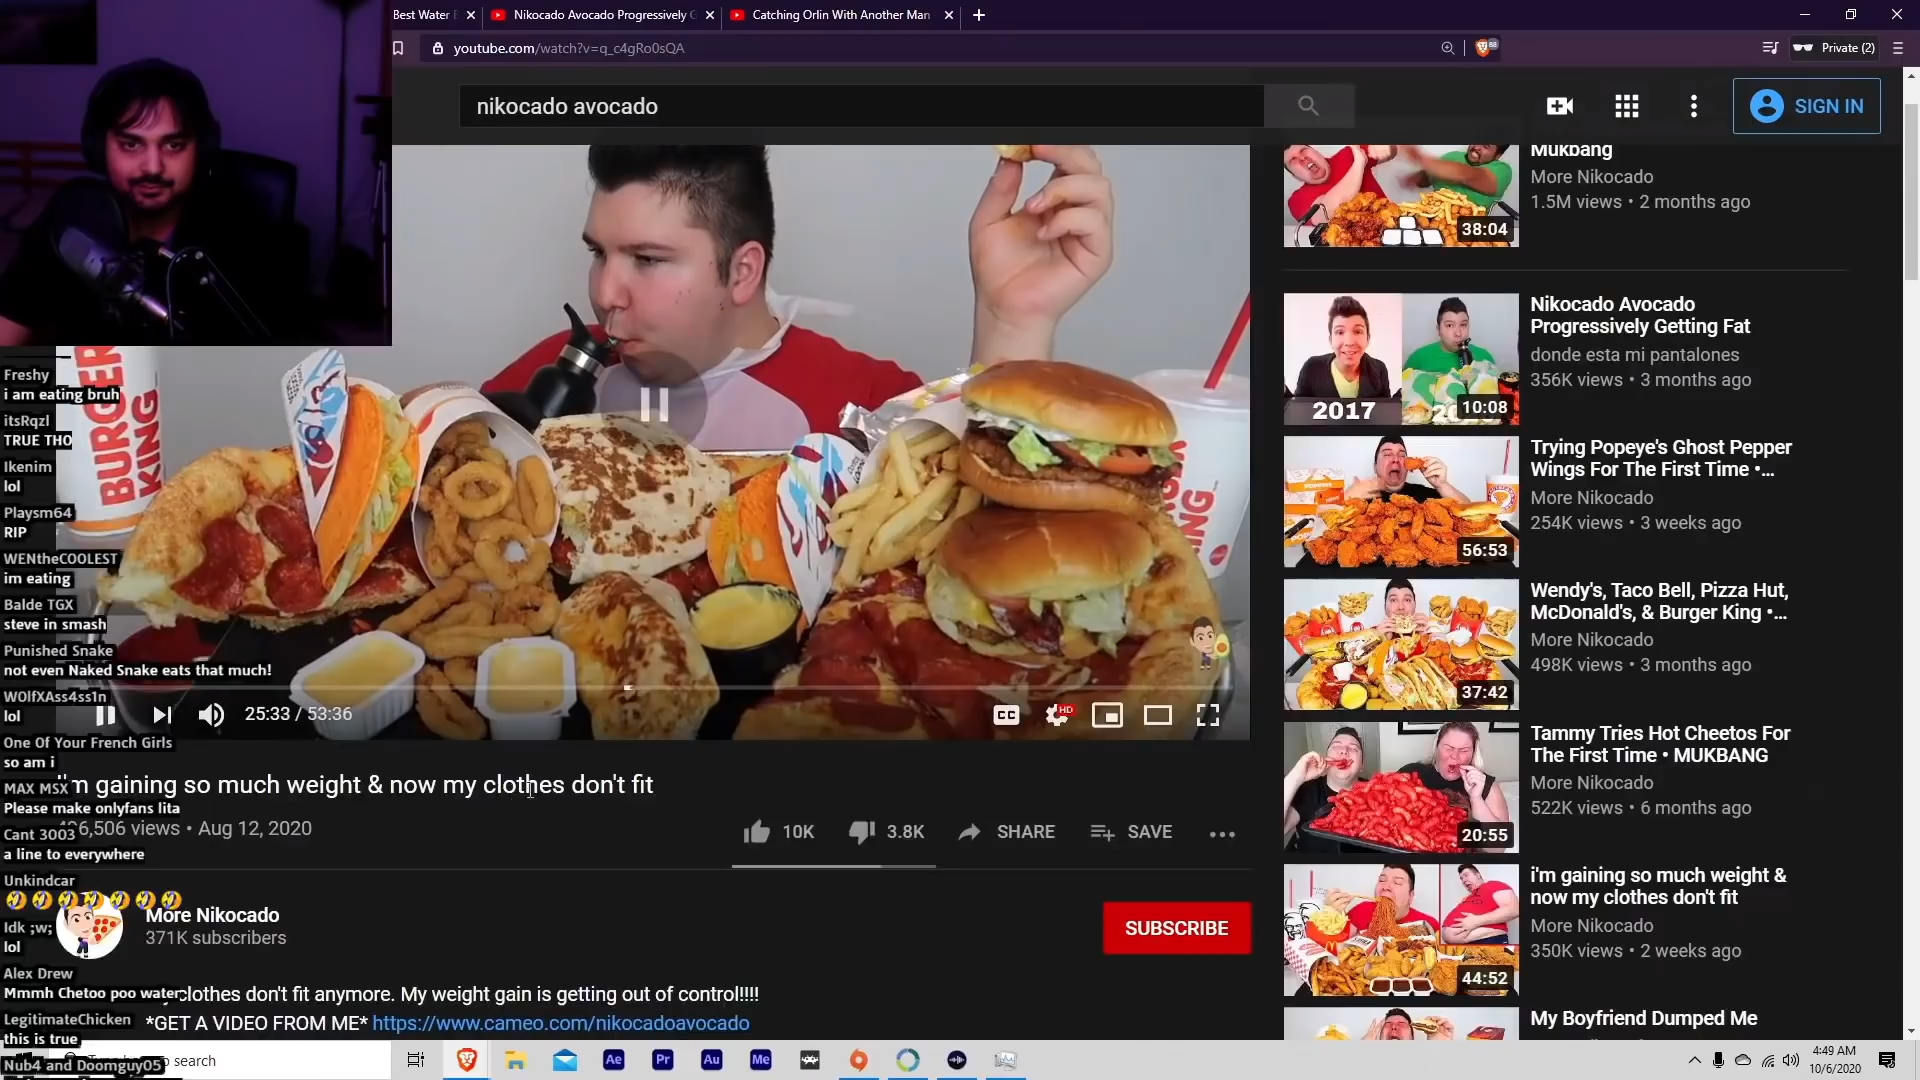 Best Water
Nikocado Avocado Progressively G
Catching Orlin With Another Man
youtube.com/watch?v=q_c4gRo0sQA
Private (2)
nikocado avocado
SIGN IN
BURGER
KING
25:33 / 53:36
CC
HD
I'm gaining so much weight & now my clothes don't fit
6,506 views • Aug 12, 2020
10K
3.8K
SHARE
SAVE
More Nikocado
371K subscribers
SUBSCRIBE
clothes don't fit anymore. My weight gain is getting out of control!!!!
*GET A VIDEO FROM ME* https://www.cameo.com/nikocadoavocado
Freshy
i am eating bruh
itsRqzl
TRUE THO
Ikenim
lol
Playsm64
RIP
WENtheCOOLEST
im eating
Balde TGX
steve in smash
Punished Snake
not even Naked Snake eats that much!
W0lfXAss4ss1n
lol
One Of Your French Girls
so am i
MAX MSX
Please make onlyfans lita
Cant 3003
a line to everywhere
Unkindcar
🤣🤣🤣🤣🤣🤣🤣
Idk ;w;
lol
Alex Drew
Mmmh Chetoo poo water
LegitimateChicken
this is true
Nub4 and Doomguy05
Mukbang
More Nikocado
1.5M views • 2 months ago
38:04
Nikocado Avocado
Progressively Getting Fat
donde esta mi pantalones
356K views • 3 months ago
2017
10:08
Trying Popeye's Ghost Pepper
Wings For The First Time •...
More Nikocado
254K views • 3 weeks ago
56:53
Wendy's, Taco Bell, Pizza Hut,
McDonald's, & Burger King •...
More Nikocado
498K views • 3 months ago
37:42
Tammy Tries Hot Cheetos For
The First Time • MUKBANG
More Nikocado
522K views • 6 months ago
20:55
i'm gaining so much weight &
now my clothes don't fit
More Nikocado
350K views • 2 weeks ago
44:52
My Boyfriend Dumped Me
search
Ae
Pr
Au
Me
4:49 AM
10/6/2020